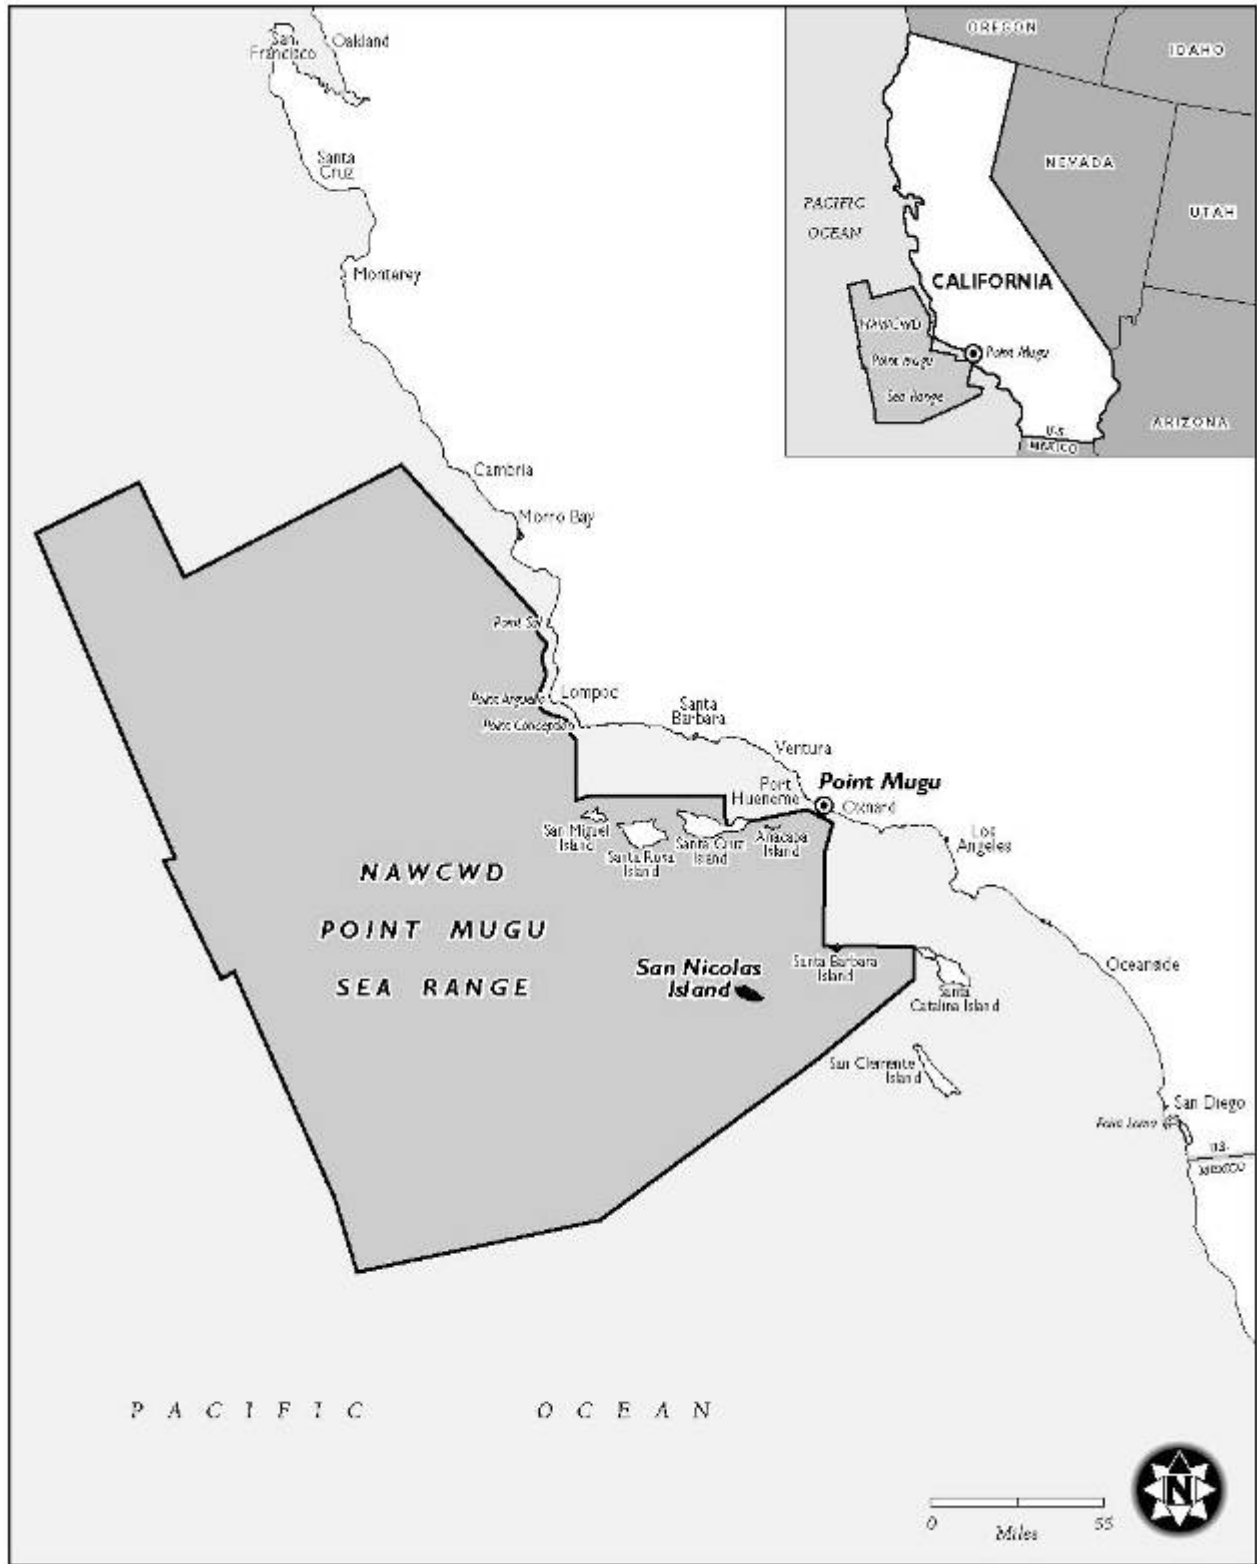 San
Francisco
Oakland
Santa
Cruz
Monterey
Cambria
Morro Bay
Point Sal
Point Arguello
Lompoc
Point Conception
Santa
Barbara
Ventura
Port
Hueneme
Point Mugu
Oxnard
Los
Angeles
San Miguel
Island
Santa Rosa
Island
Santa Cruz
Island
Anacapa
Island
NAWCWD
POINT MUGU
SEA RANGE
San Nicolas
Island
Santa Barbara
Island
Santa
Catalina Island
San Clemente
Island
Oceanside
San Diego
Point Loma
U.S.
MEXICO
PACIFIC OCEAN
0
55
Miles
N
OREGON
IDAHO
NEVADA
UTAH
PACIFIC
OCEAN
CALIFORNIA
NAWCWD
Point Mugu
Sea Range
Point Mugu
ARIZONA
U.S.
MEXICO